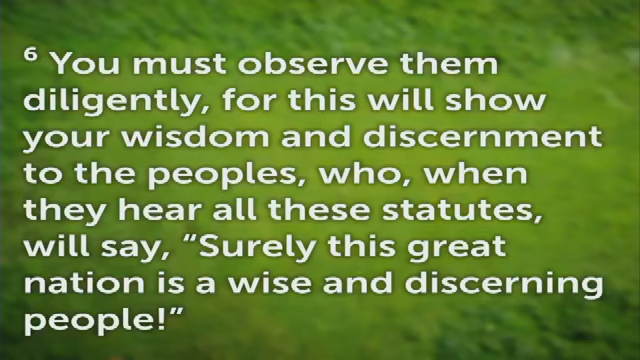 6 You must observe them
diligently, for this will show
your wisdom and discernment
to the peoples, who, when
they hear all these statutes,
will say, “Surely this great
nation is a wise and discerning
people!”